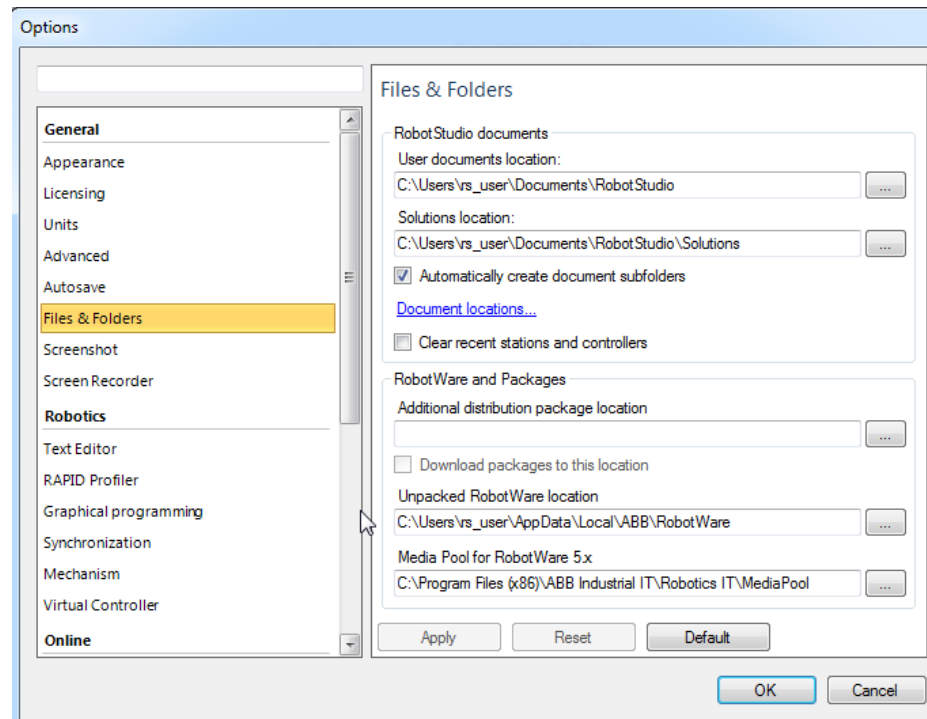 Options
General
Appearance
Licensing
Units
Advanced
Autosave
Files & Folders
Screenshot
Screen Recorder
Robotics
Text Editor
RAPID Profiler
Graphical programming
Synchronization
Mechanism
Virtual Controller
Online
Files & Folders
RobotStudio documents
User documents location:
C:\Users\rs_user\Documents\RobotStudio
...
Solutions location:
C:\Users\rs_user\Documents\RobotStudio\Solutions
...
Automatically create document subfolders
Document locations...
Clear recent stations and controllers
RobotWare and Packages
Additional distribution package location
...
Download packages to this location
Unpacked RobotWare location
C:\Users\rs_user\AppData\Local\ABB\RobotWare
...
Media Pool for RobotWare 5.x
C:\Program Files (x86)\ABB Industrial IT\Robotics IT\MediaPool
...
Apply Reset Default
OK Cancel